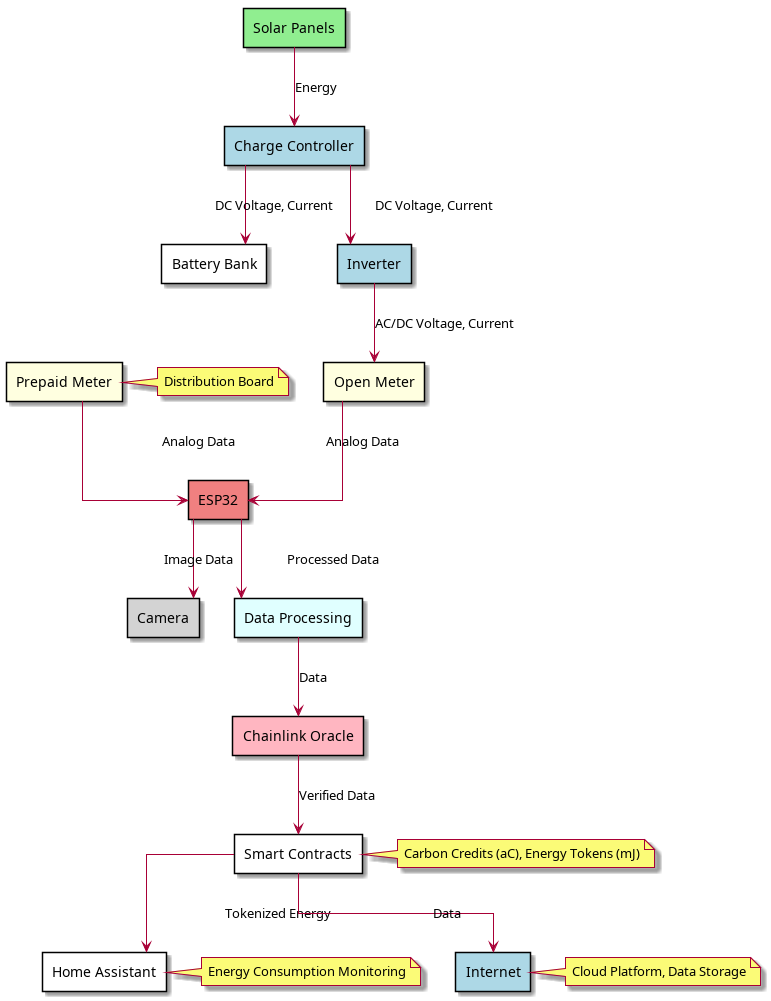 Solar Panels
Energy
Charge Controller
DC Voltage, Current
DC Voltage, Current
Battery Bank
Inverter
AC/DC Voltage, Current
Prepaid Meter
Distribution Board
Open Meter
Analog Data
Analog Data
ESP32
Image Data
Processed Data
Camera
Data Processing
Data
Chainlink Oracle
Verified Data
Smart Contracts
Carbon Credits (aC), Energy Tokens (mJ)
Tokenized Energy
Data
Home Assistant
Energy Consumption Monitoring
Internet
Cloud Platform, Data Storage